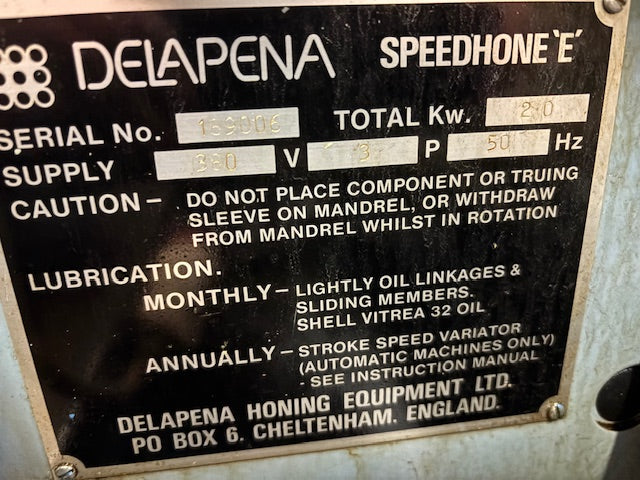 DELAPENA SPEEDHONE 'E'
SERIAL No. 159006 TOTAL Kw. 2.0
SUPPLY 380 V 3 P 50 Hz
CAUTION – DO NOT PLACE COMPONENT OR TRUING
SLEEVE ON MANDREL, OR WITHDRAW
FROM MANDREL WHILST IN ROTATION
LUBRICATION.
MONTHLY – LIGHTLY OIL LINKAGES &
SLIDING MEMBERS.
SHELL VITREA 32 OIL
ANNUALLY – STROKE SPEED VARIATOR
(AUTOMATIC MACHINES ONLY)
- SEE INSTRUCTION MANUAL
DELAPENA HONING EQUIPMENT LTD.
PO BOX 6, CHELTENHAM, ENGLAND.